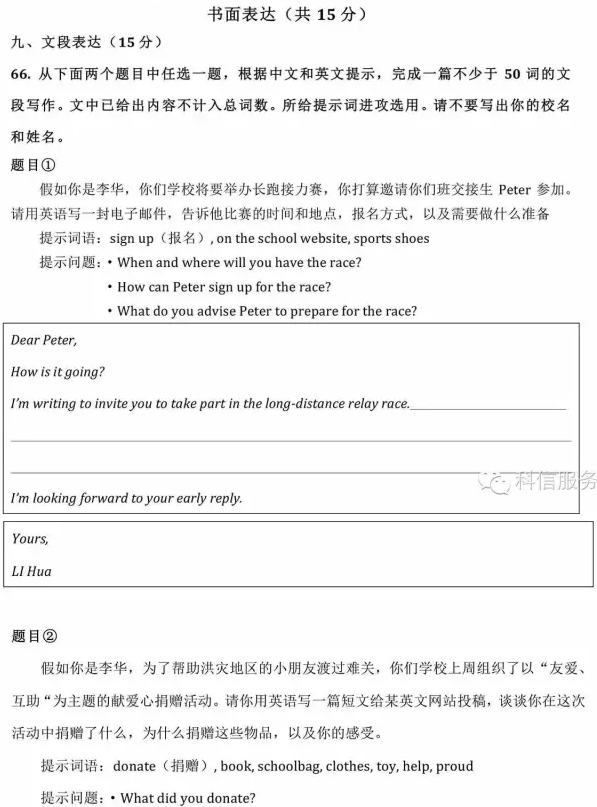 书面表达（共 15 分）
九、文段表达（15 分）
66. 从下面两个题目中任选一题，根据中文和英文提示，完成一篇不少于 50 词的文
段写作。文中已给出内容不计入总词数。所给提示词进攻选用。请不要写出你的校名
和姓名。
题目①
假如你是李华，你们学校将要举办长跑接力赛，你打算邀请你们班交接生 Peter 参加。
请用英语写一封电子邮件，告诉他比赛的时间和地点，报名方式，以及需要做什么准备
提示词语：sign up（报名）, on the school website, sports shoes
提示问题：• When and where will you have the race?
• How can Peter sign up for the race?
• What do you advise Peter to prepare for the race?
Dear Peter,
How is it going?
I'm writing to invite you to take part in the long-distance relay race.
科信服务
I'm looking forward to your early reply.
Yours,
LI Hua
题目②
假如你是李华，为了帮助洪灾地区的小朋友渡过难关，你们学校上周组织了以“友爱、
互助“为主题的献爱心捐赠活动。请你用英语写一篇短文给某英文网站投稿，谈谈你在这次
活动中捐赠了什么，为什么捐赠这些物品，以及你的感受。
提示词语：donate（捐赠）, book, schoolbag, clothes, toy, help, proud
提示问题：• What did you donate?